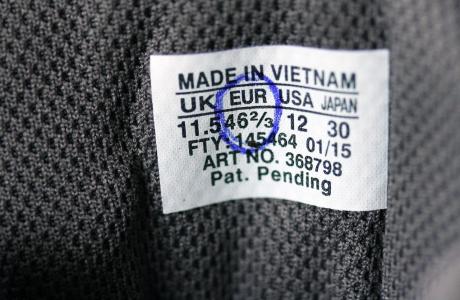 MADE IN VIETNAM
UK EUR USA JAPAN
11.5 46⅔ 12 30
FTY: 145464 01/15
ART NO. 368798
Pat. Pending